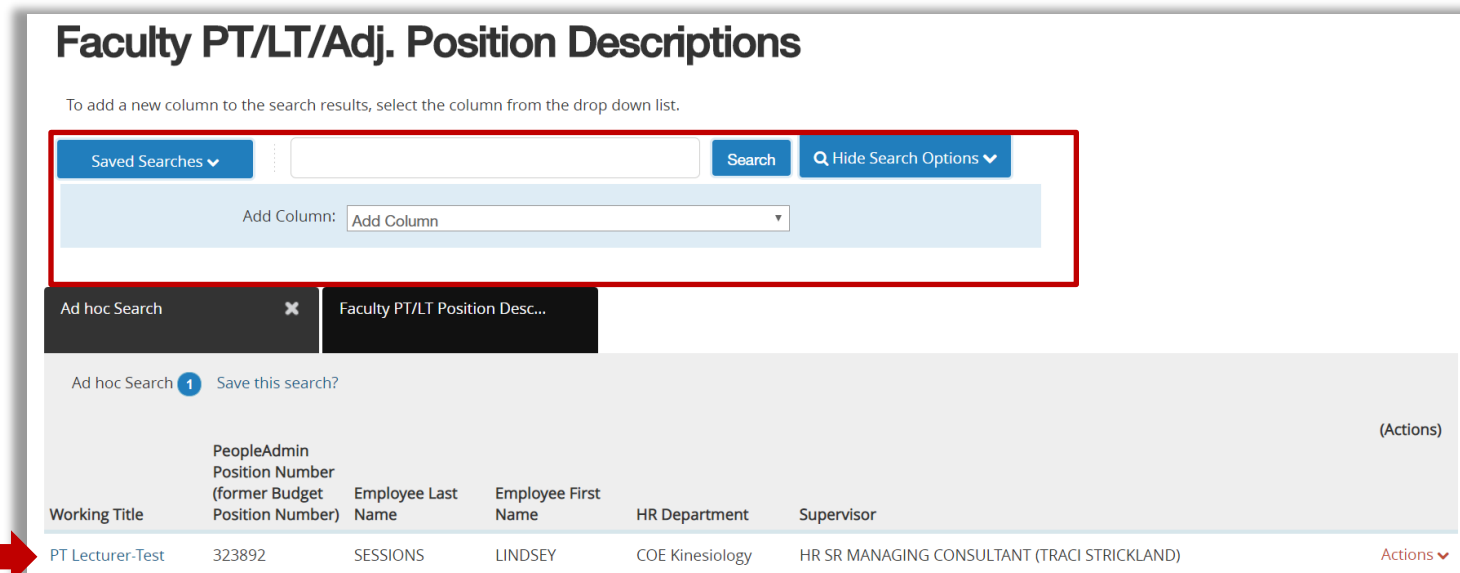 Faculty PT/LT/Adj. Position Descriptions
To add a new column to the search results, select the column from the drop down list.
Saved Searches
Search
Hide Search Options
Add Column:
Add Column
Ad hoc Search
Faculty PT/LT Position Desc...
Ad hoc Search 1 Save this search?
(Actions)
Working Title
PeopleAdmin
Position Number
(former Budget
Position Number)
Employee Last
Name
Employee First
Name
HR Department
Supervisor
PT Lecturer-Test 323892 SESSIONS LINDSEY COE Kinesiology HR SR MANAGING CONSULTANT (TRACI STRICKLAND) Actions